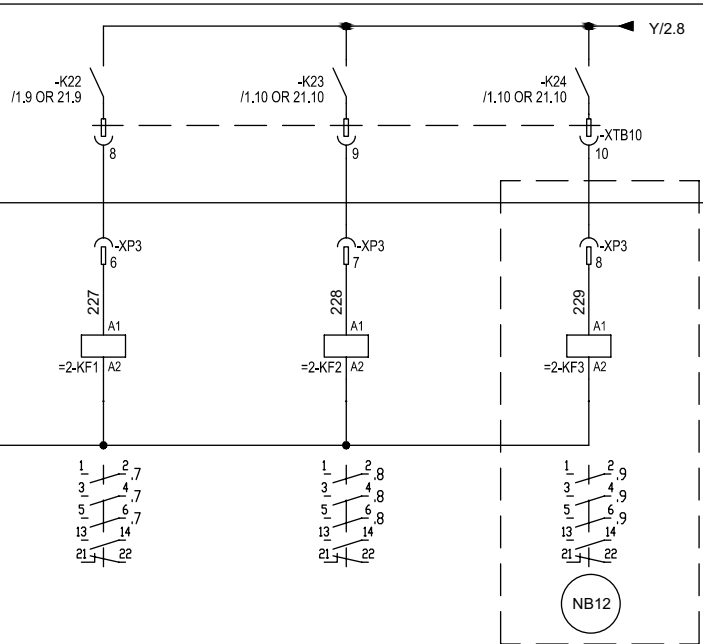 Y/2.8
-K22
/1.9 OR 21.9
-K23
/1.10 OR 21.10
-K24
/1.10 OR 21.10
-XTB10
8
9
10
-XP3
6
-XP3
7
-XP3
8
227
228
229
A1
=2-KF1 A2
A1
=2-KF2 A2
A1
=2-KF3 A2
1 2 .7
3 4 .7
5 6 .7
13 14
21 22
1 2 .8
3 4 .8
5 6 .8
13 14
21 22
1 2 .9
3 4 .9
5 6 .9
13 14
21 22
NB12